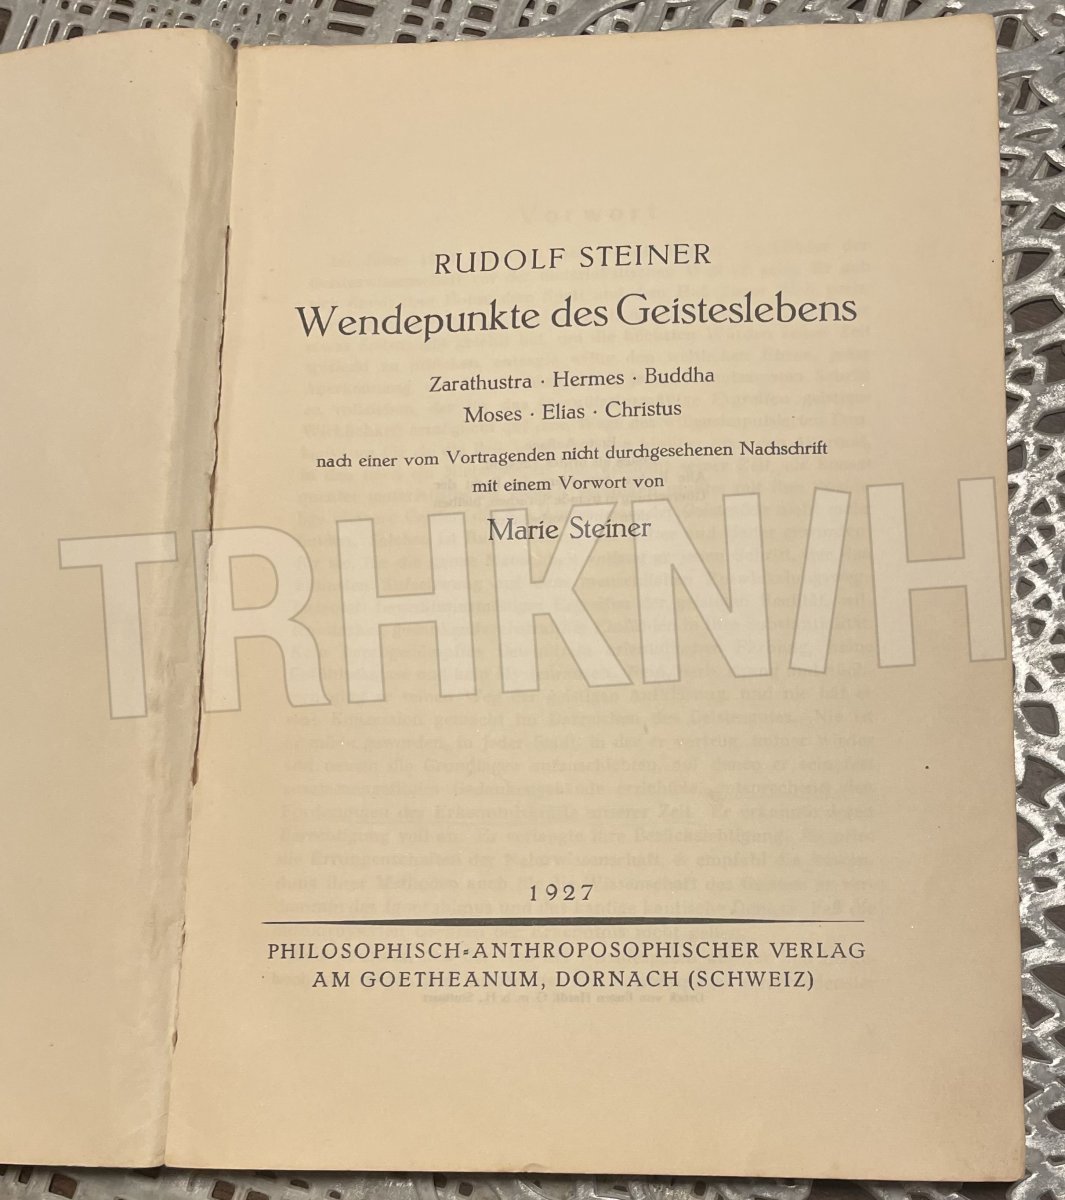 RUDOLF STEINER
Wendepunkte des Geisteslebens
Zarathustra · Hermes · Buddha
Moses · Elias · Christus
nach einer vom Vortragenden nicht durchgesehenen Nachschrift
mit einem Vorwort von
Marie Steiner
TRHKN/H
1927
PHILOSOPHISCH-ANTHROPOSOPHISCHER VERLAG
AM GOETHEANUM, DORNACH (SCHWEIZ)